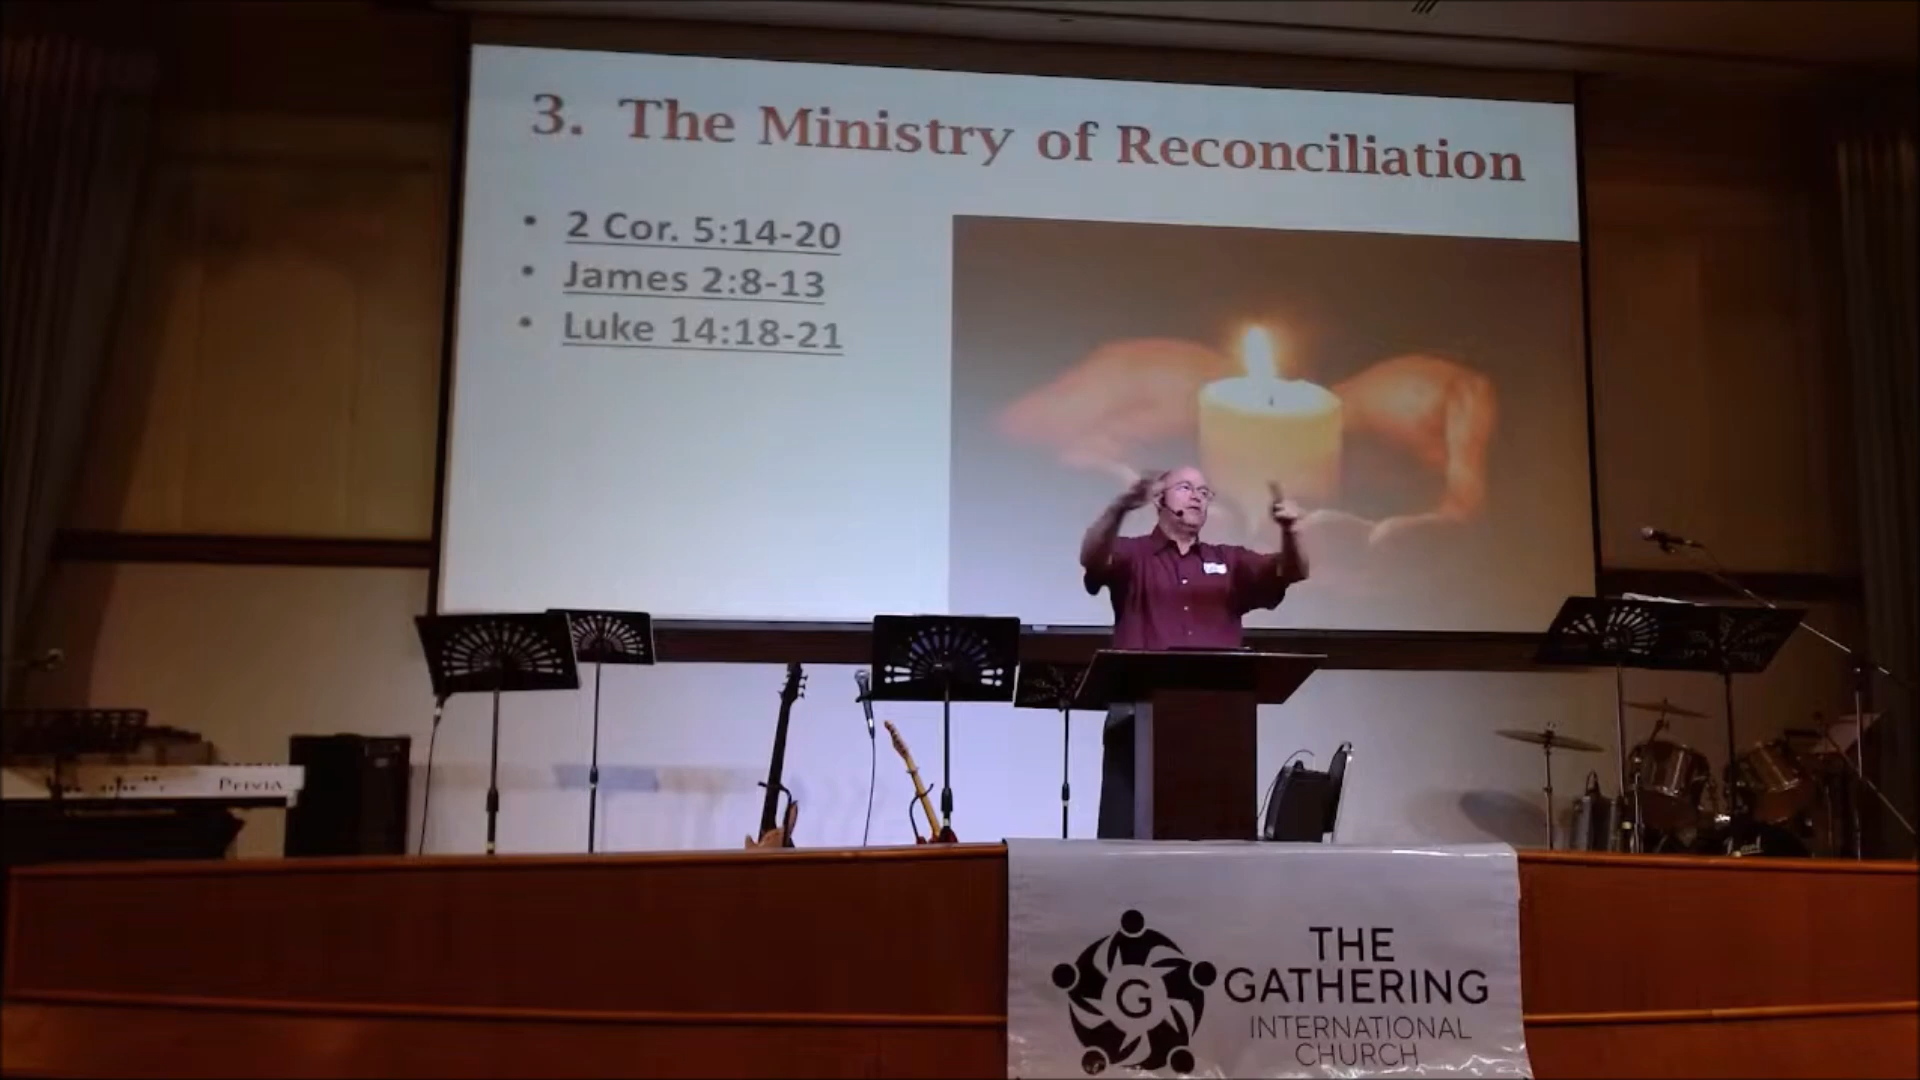 3. The Ministry of Reconciliation
• 2 Cor. 5:14-20
• James 2:8-13
• Luke 14:18-21
PRIVIA
G
THE
GATHERING
INTERNATIONAL
CHURCH